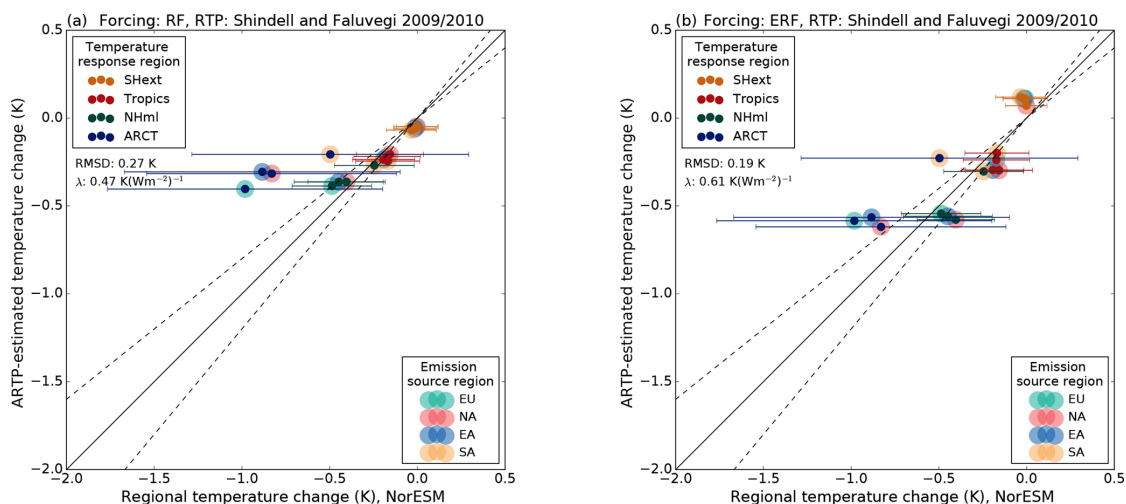 (a) Forcing: RF, RTP: Shindell and Faluvegi 2009/2010
0.5
0.0
−0.5
−1.0
−1.5
−2.0
ARTP-estimated temperature change (K)
Temperature
response region
SHext
Tropics
NHml
ARCT
RMSD: 0.27 K
λ: 0.47 K(Wm⁻²)⁻¹
Emission
source region
EU
NA
EA
SA
−2.0 −1.5 −1.0 −0.5 0.0 0.5
Regional temperature change (K), NorESM
(b) Forcing: ERF, RTP: Shindell and Faluvegi 2009/2010
0.5
0.0
−0.5
−1.0
−1.5
−2.0
ARTP-estimated temperature change (K)
Temperature
response region
SHext
Tropics
NHml
ARCT
RMSD: 0.19 K
λ: 0.61 K(Wm⁻²)⁻¹
Emission
source region
EU
NA
EA
SA
−2.0 −1.5 −1.0 −0.5 0.0 0.5
Regional temperature change (K), NorESM